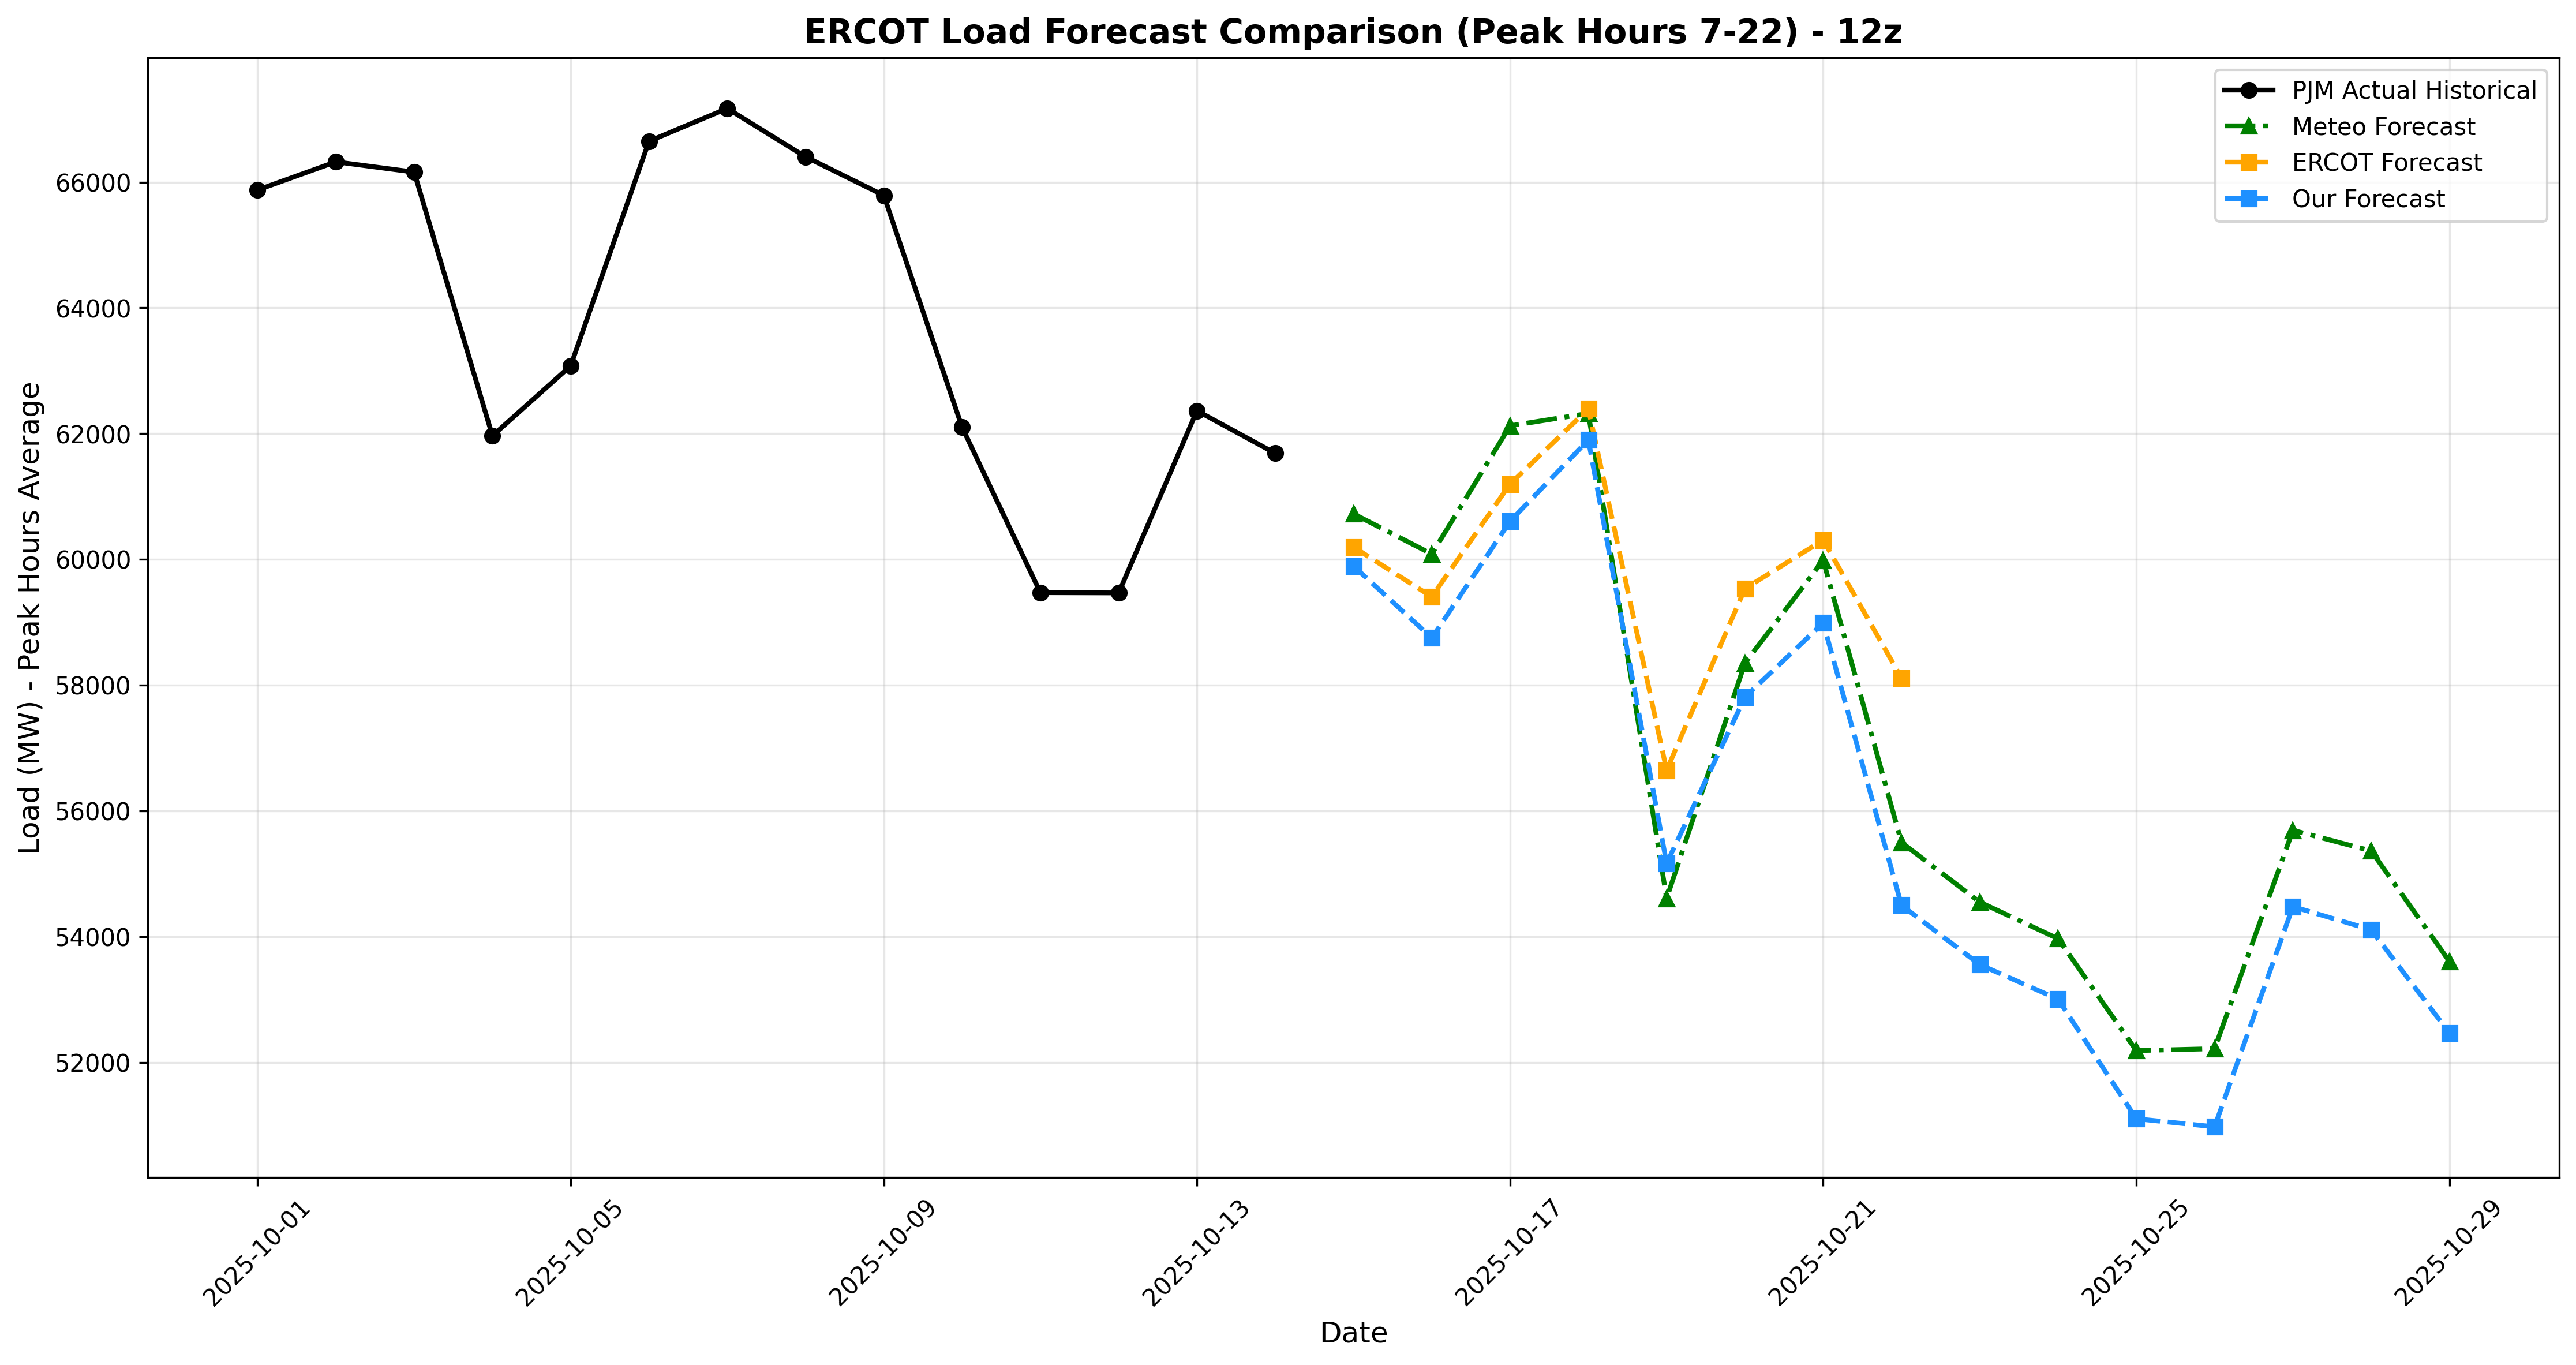 ERCOT Load Forecast Comparison (Peak Hours 7-22) - 12z
PJM Actual Historical
Meteo Forecast
ERCOT Forecast
Our Forecast
Load (MW) - Peak Hours Average
66000
64000
62000
60000
58000
56000
54000
52000
2025-10-01
2025-10-05
2025-10-09
2025-10-13
2025-10-17
2025-10-21
2025-10-25
2025-10-29
Date